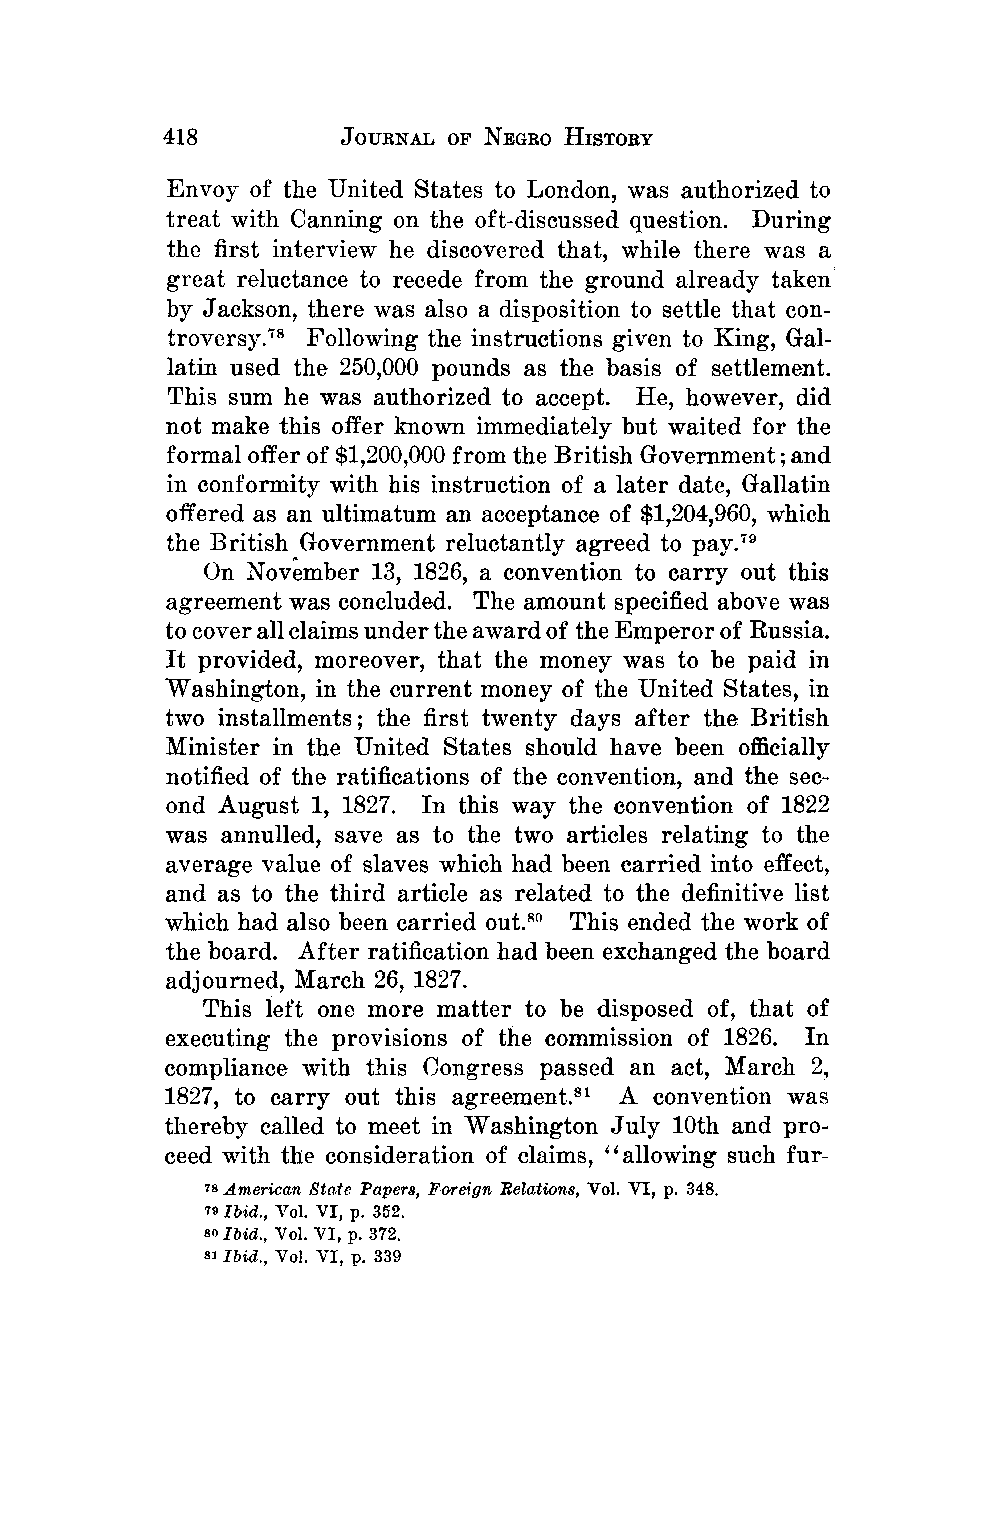 418 JOURNAL OF NEGRO HISTORY
Envoy of the United States to London, was authorized to
treat with Canning on the oft-discussed question. During
the first interview he discovered that, while there was a
great reluctance to recede from the ground already taken
by Jackson, there was also a disposition to settle that con-
troversy.⁷⁸ Following the instructions given to King, Gal-
latin used the 250,000 pounds as the basis of settlement.
This sum he was authorized to accept. He, however, did
not make this offer known immediately but waited for the
formal offer of $1,200,000 from the British Government; and
in conformity with his instruction of a later date, Gallatin
offered as an ultimatum an acceptance of $1,204,960, which
the British Government reluctantly agreed to pay.⁷⁹
On November 13, 1826, a convention to carry out this
agreement was concluded. The amount specified above was
to cover all claims under the award of the Emperor of Russia.
It provided, moreover, that the money was to be paid in
Washington, in the current money of the United States, in
two installments; the first twenty days after the British
Minister in the United States should have been officially
notified of the ratifications of the convention, and the sec-
ond August 1, 1827. In this way the convention of 1822
was annulled, save as to the two articles relating to the
average value of slaves which had been carried into effect,
and as to the third article as related to the definitive list
which had also been carried out.⁸⁰ This ended the work of
the board. After ratification had been exchanged the board
adjourned, March 26, 1827.
This left one more matter to be disposed of, that of
executing the provisions of the commission of 1826. In
compliance with this Congress passed an act, March 2,
1827, to carry out this agreement.⁸¹ A convention was
thereby called to meet in Washington July 10th and pro-
ceed with the consideration of claims, "allowing such fur-
⁷⁸ American State Papers, Foreign Relations, Vol. VI, p. 348.
⁷⁹ Ibid., Vol. VI, p. 352.
⁸⁰ Ibid., Vol. VI, p. 372.
⁸¹ Ibid., Vol. VI, p. 339